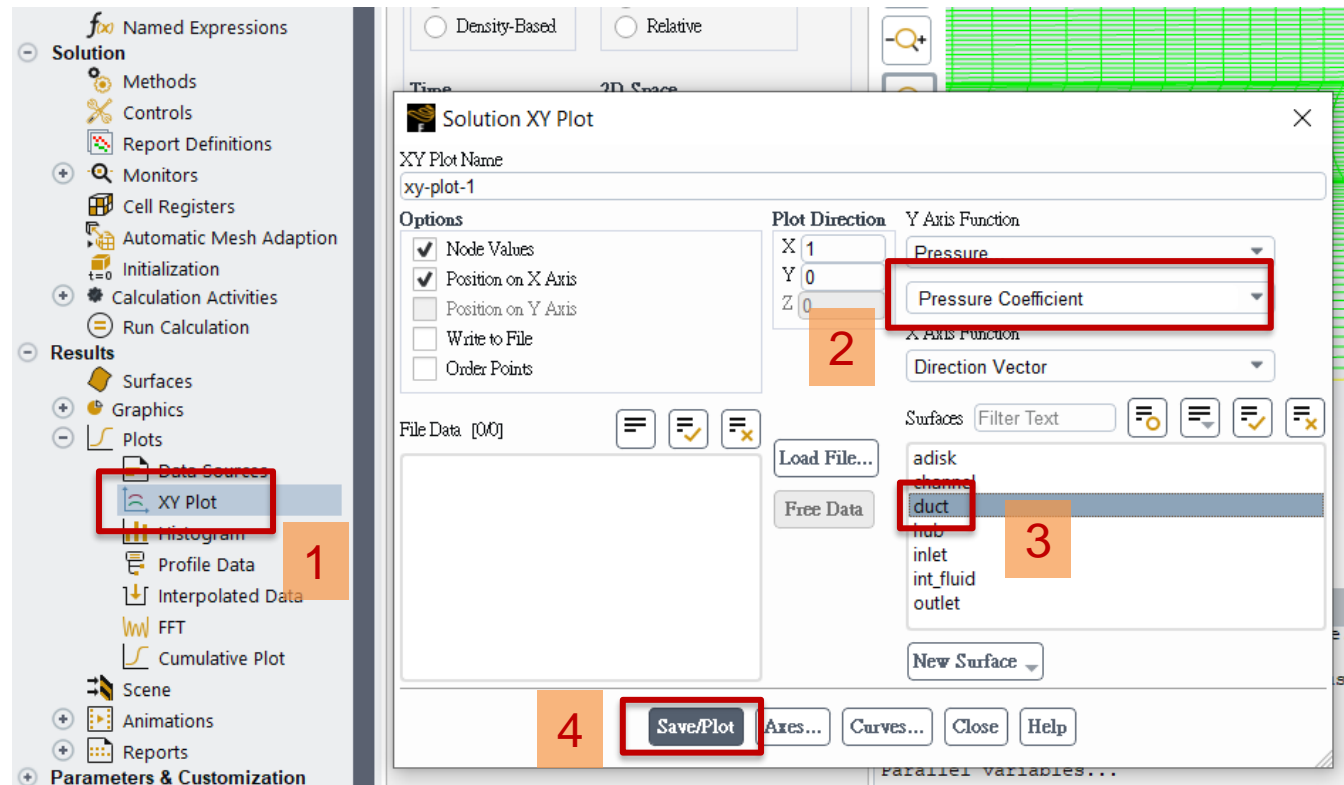 f(x) Named Expressions
Solution
Methods
Controls
Report Definitions
Monitors
Cell Registers
Automatic Mesh Adaption
t=0 Initialization
Calculation Activities
Run Calculation
Results
Surfaces
Graphics
Plots
Data Sources
XY Plot
Histogram
1
Profile Data
Interpolated Data
FFT
Cumulative Plot
Scene
Animations
Reports
Parameters & Customization
Density-Based
Relative
Time
2D Space
F
Solution XY Plot
XY Plot Name
xy-plot-1
Options
Node Values
Position on X Axis
Position on Y Axis
Write to File
Order Points
Plot Direction
X 1
Y 0
Z 0
2
Y Axis Function
Pressure
Pressure Coefficient
X Axis Function
Direction Vector
File Data [0/0]
Load File...
Free Data
Surfaces Filter Text
adisk
channel
duct
hub
inlet
int_fluid
outlet
3
New Surface
4
Save/Plot
Axes...
Curves...
Close
Help
Parallel variables...